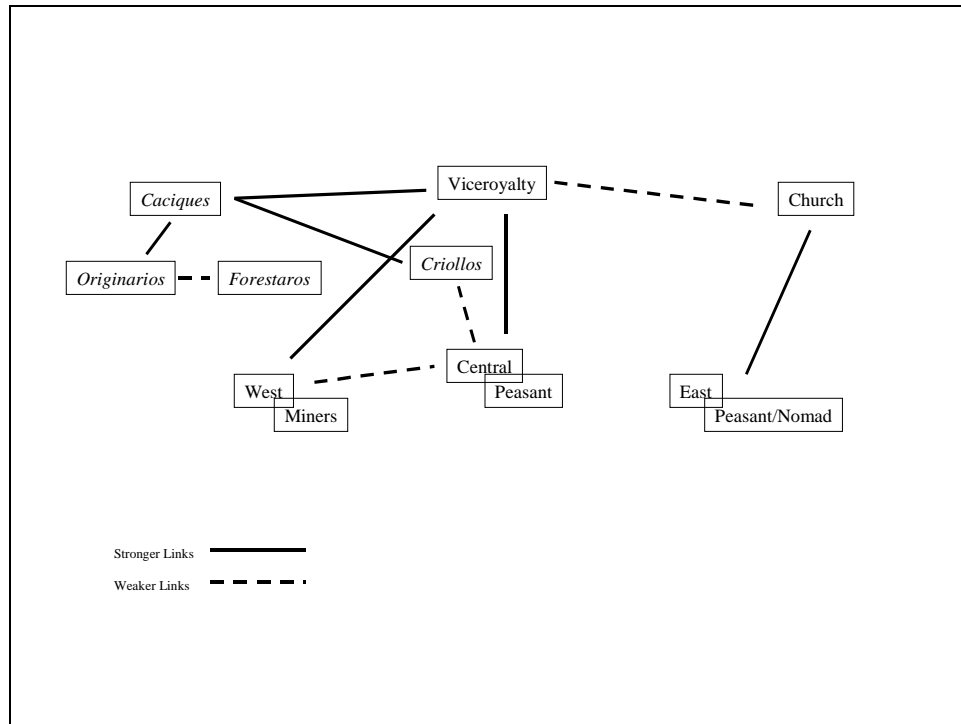 Viceroyalty
Caciques
Church
Criollos
Originarios
Forestaros
Central
Peasant
West
Miners
East
Peasant/Nomad
Stronger Links
Weaker Links